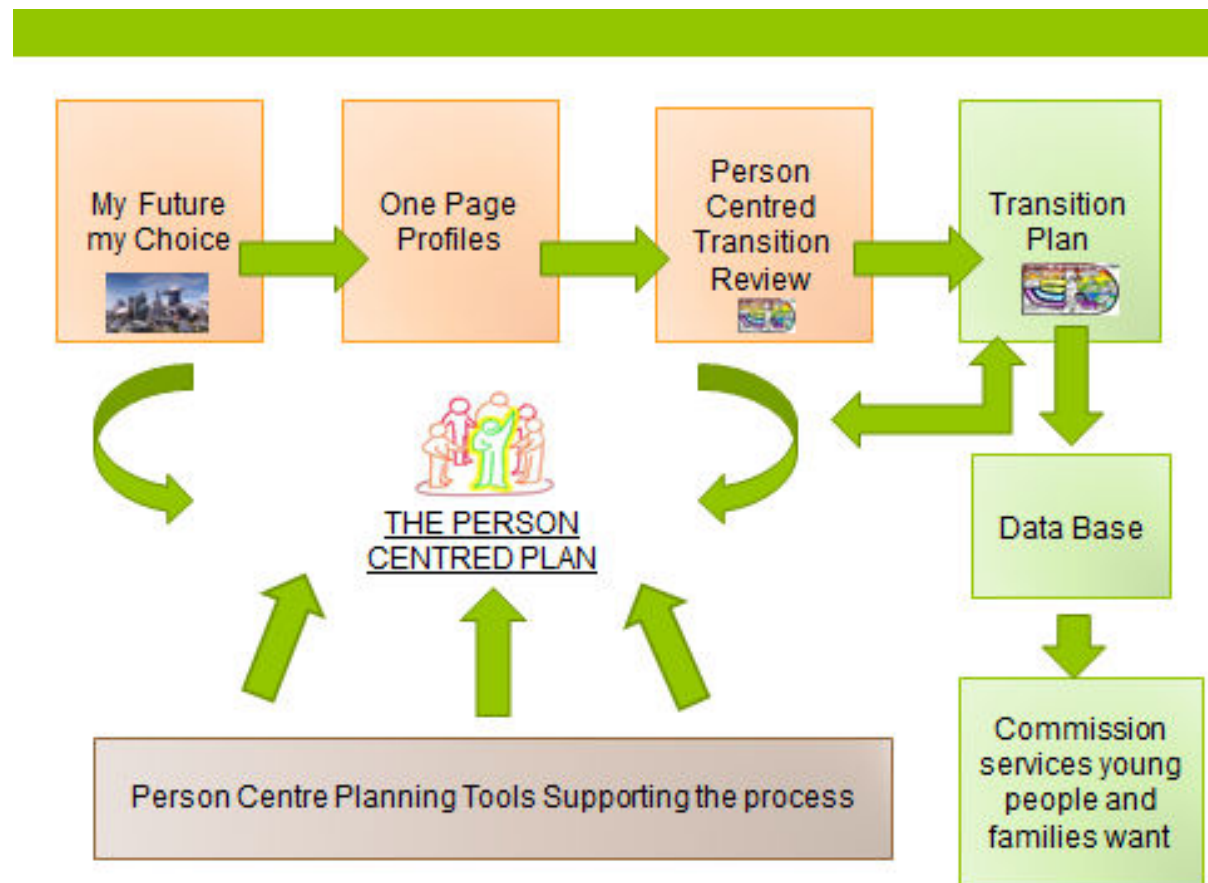 My Future
my Choice
One Page
Profiles
Person
Centred
Transition
Review
Transition
Plan
THE PERSON
CENTRED PLAN
Data Base
Person Centre Planning Tools Supporting the process
Commission
services young
people and
families want